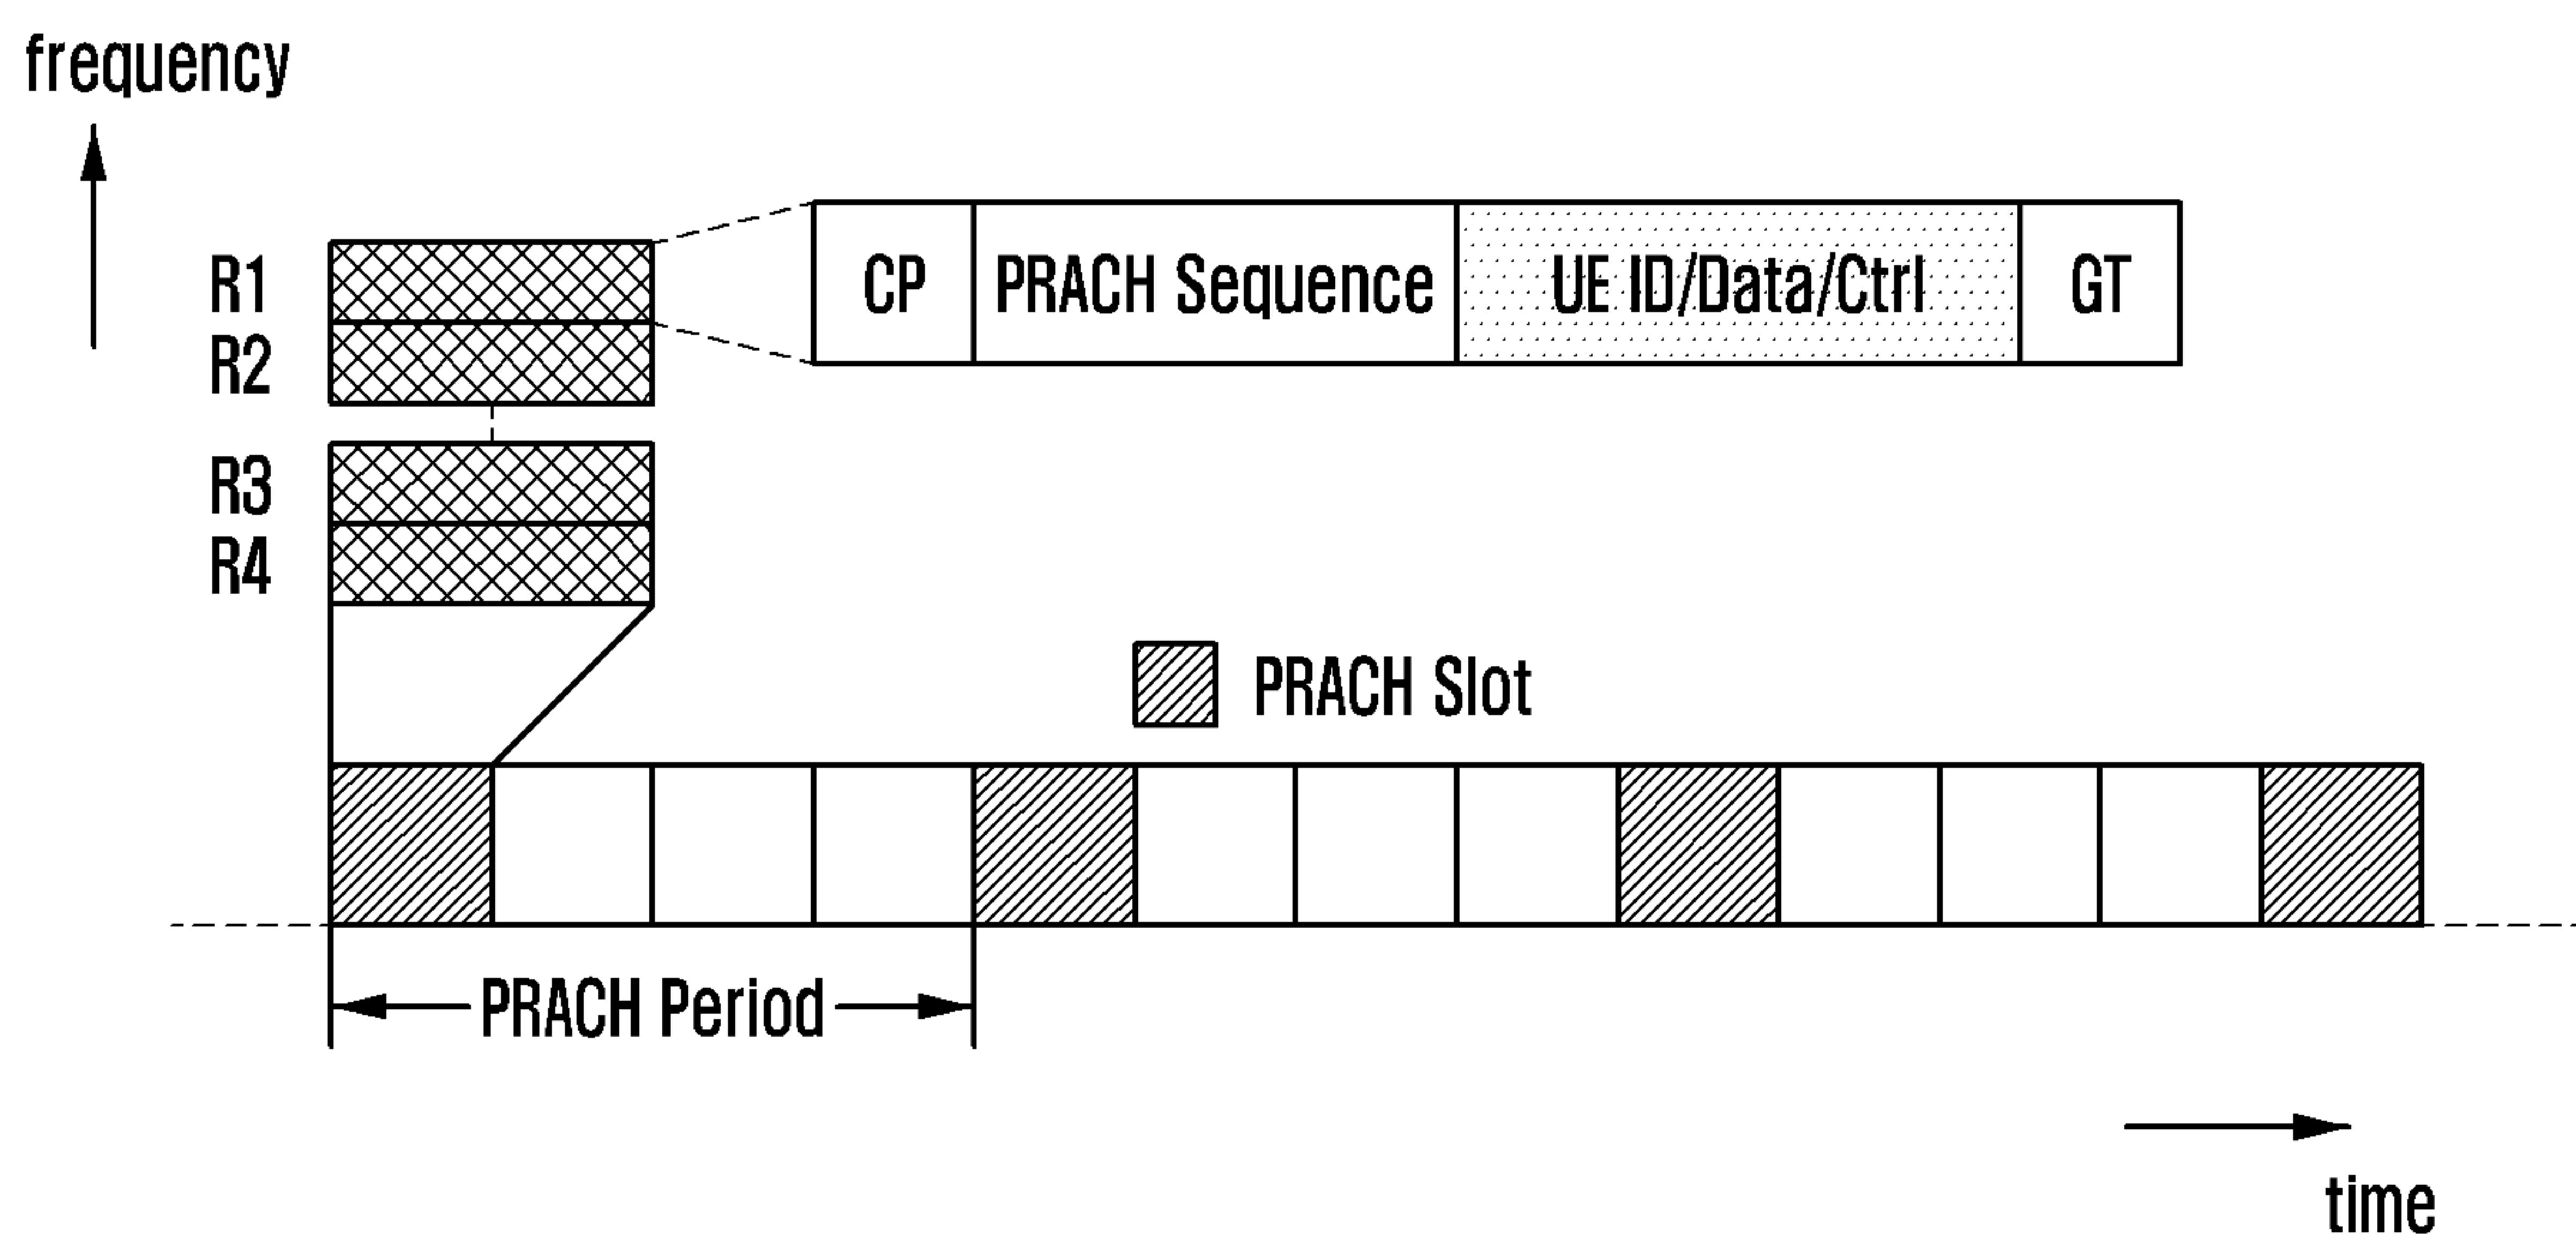 frequency
R1
R2
R3
R4
CP
PRACH Sequence
UE ID/Data/Ctrl
GT
PRACH Slot
PRACH Period
time